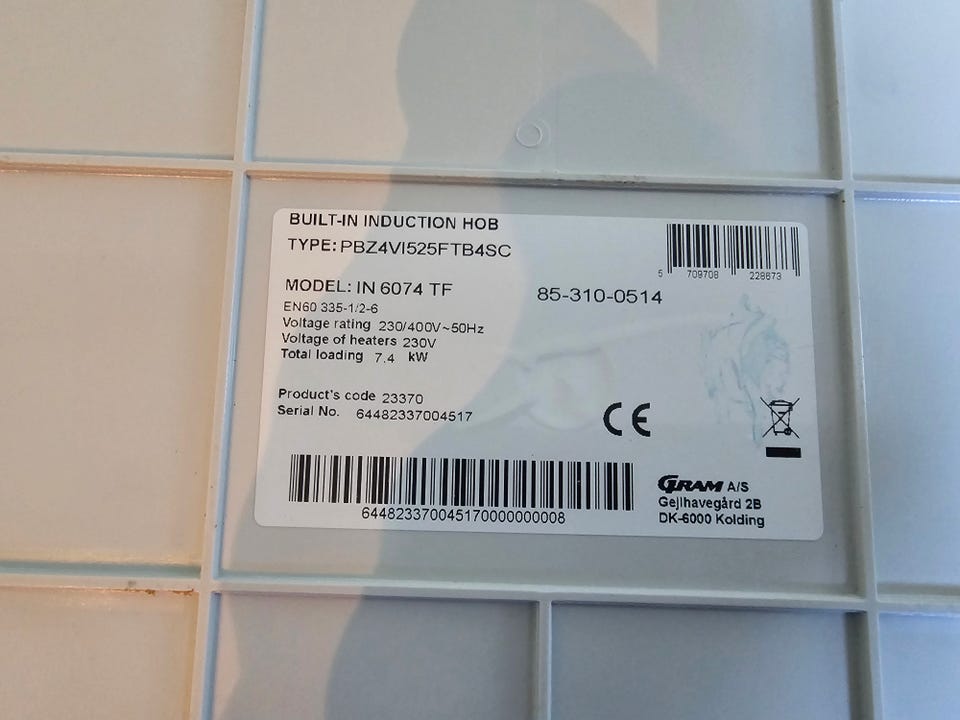 BUILT-IN INDUCTION HOB
TYPE: PBZ4VI525FTB4SC
5 709708 228673
MODEL: IN 6074 TF
85-310-0514
EN60 335-1/2-6
Voltage rating 230/400V~50Hz
Voltage of heaters 230V
Total loading 7.4 kW
Product's code 23370
Serial No. 64482337004517
CE
644823370045170000000008
GRAM A/S
Gejlhavegård 2B
DK-6000 Kolding